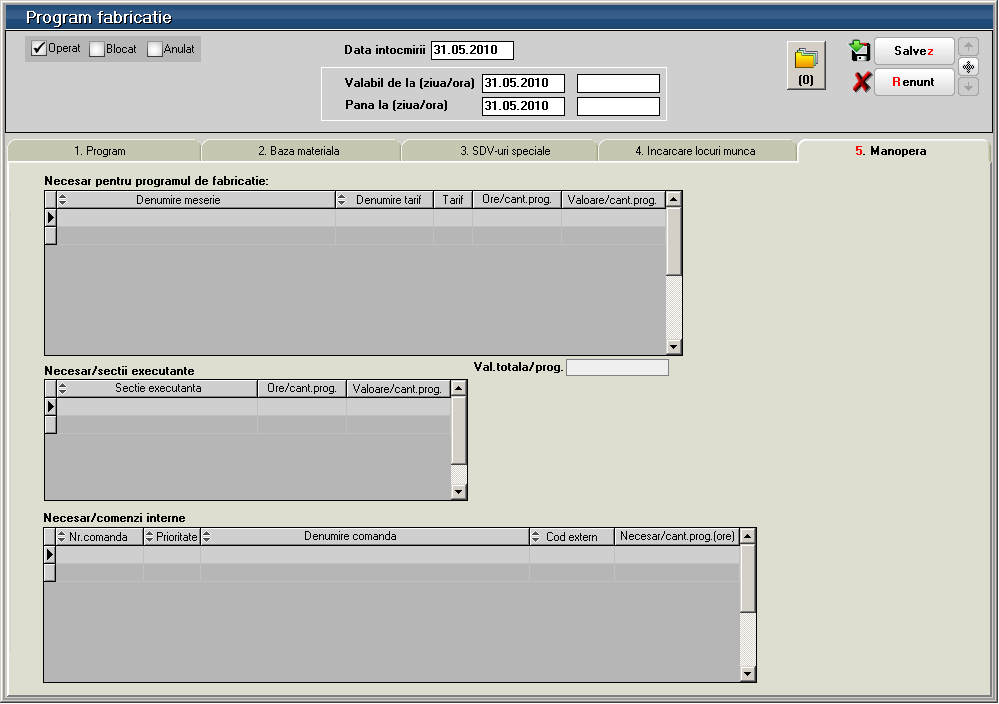 Program fabricatie
Operat Blocat Anulat
Data intocmirii 31.05.2010
Valabil de la (ziua/ora) 31.05.2010
Pana la (ziua/ora) 31.05.2010
(0)
Salvez
Renunt
1. Program 2. Baza materiala 3. SDV-uri speciale 4. Incarcare locuri munca 5. Manopera
Necesar pentru programul de fabricatie:
Denumire meserie Denumire tarif Tarif Ore/cant.prog. Valoare/cant.prog.
Val.totala/prog.
Necesar/sectii executante
Sectie executanta Ore/cant.prog. Valoare/cant.prog.
Necesar/comenzi interne
Nr.comanda Prioritate Denumire comanda Cod extern Necesar/cant.prog.(ore)